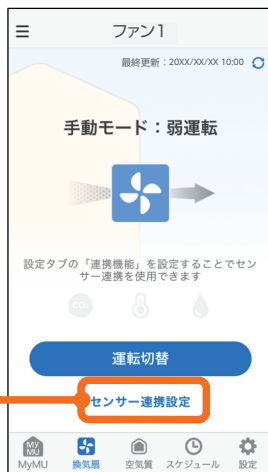 ファン1
最終更新：20XX/XX/XX 10:00
手動モード：弱運転
設定タブの「連携機能」を設定することでセン
サー連携を使用できます
CO₂
運転切替
センサー連携設定
MY
MU
MyMU 換気扇 空気質 スケジュール 設定